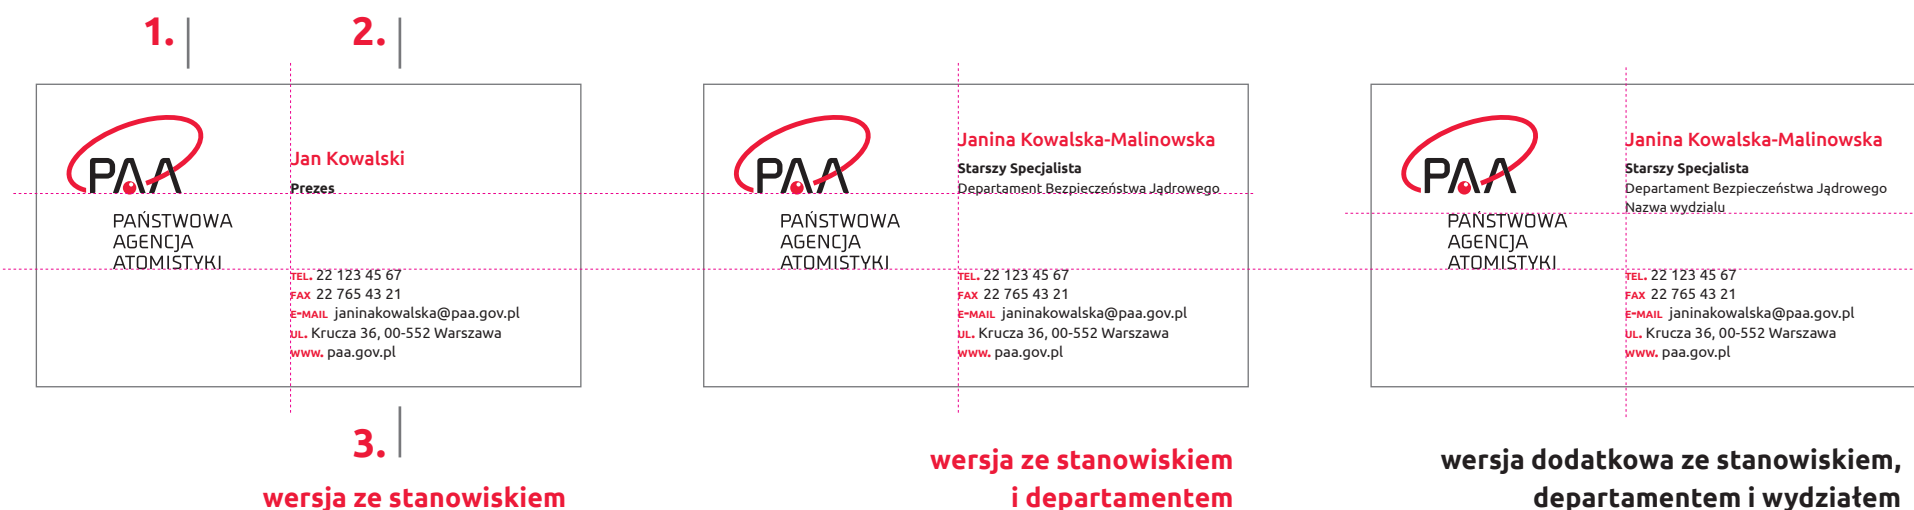 1.
2.
PAA
PAŃSTWOWA
AGENCJA
ATOMISTYKI
Jan Kowalski
Prezes
TEL. 22 123 45 67
FAX 22 765 43 21
E-MAIL janinakowalska@paa.gov.pl
UL. Krucza 36, 00-552 Warszawa
www. paa.gov.pl
3.
wersja ze stanowiskiem
PAA
PAŃSTWOWA
AGENCJA
ATOMISTYKI
Janina Kowalska-Malinowska
Starszy Specjalista
Departament Bezpieczeństwa Jądrowego
TEL. 22 123 45 67
FAX 22 765 43 21
E-MAIL janinakowalska@paa.gov.pl
UL. Krucza 36, 00-552 Warszawa
www. paa.gov.pl
wersja ze stanowiskiem
i departamentem
PAA
PAŃSTWOWA
AGENCJA
ATOMISTYKI
Janina Kowalska-Malinowska
Starszy Specjalista
Departament Bezpieczeństwa Jądrowego
Nazwa wydzialu
TEL. 22 123 45 67
FAX 22 765 43 21
E-MAIL janinakowalska@paa.gov.pl
UL. Krucza 36, 00-552 Warszawa
www. paa.gov.pl
wersja dodatkowa ze stanowiskiem,
departamentem i wydziałem